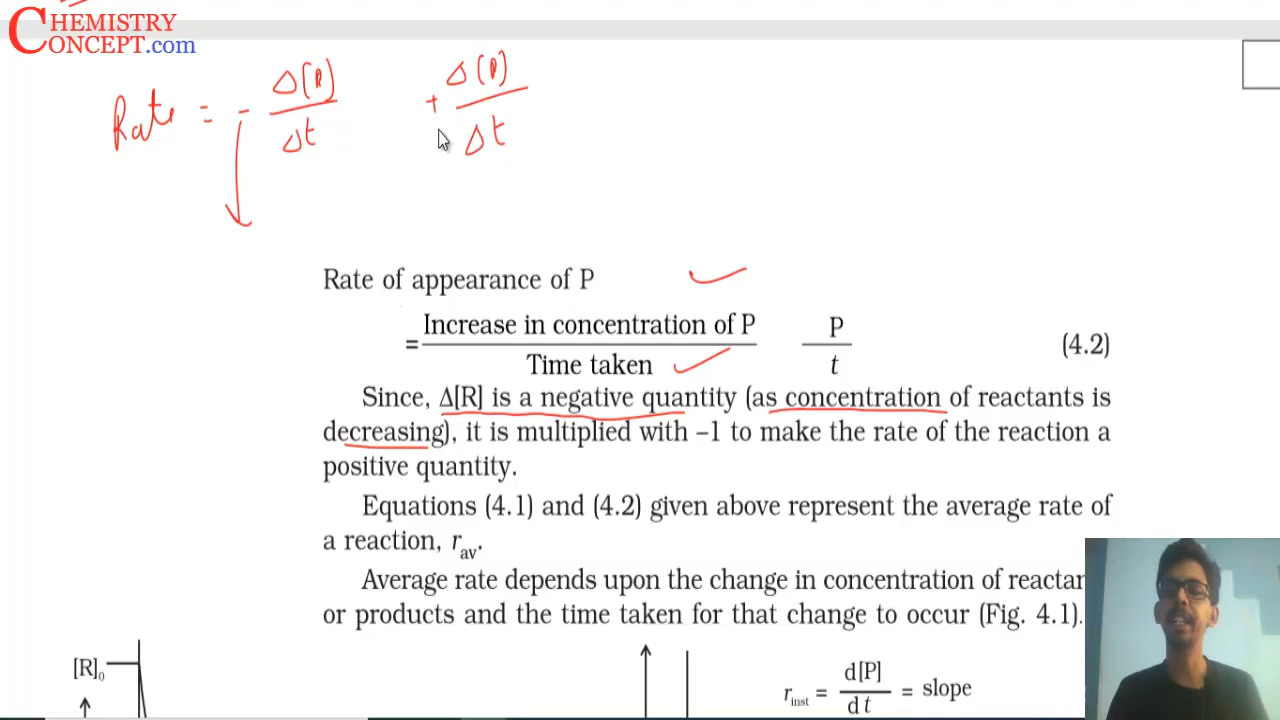 CHEMISTRY
CONCEPT.com
Rate = - Δ[R] / Δt + Δ[P] / Δt
Rate of appearance of P
= Increase in concentration of P / Time taken P / t (4.2)
Since, Δ[R] is a negative quantity (as concentration of reactants is
decreasing), it is multiplied with –1 to make the rate of the reaction a
positive quantity.
Equations (4.1) and (4.2) given above represent the average rate of
a reaction, rav.
Average rate depends upon the change in concentration of reactan
or products and the time taken for that change to occur (Fig. 4.1).
[R]0
rinst = d[P] / dt = slope